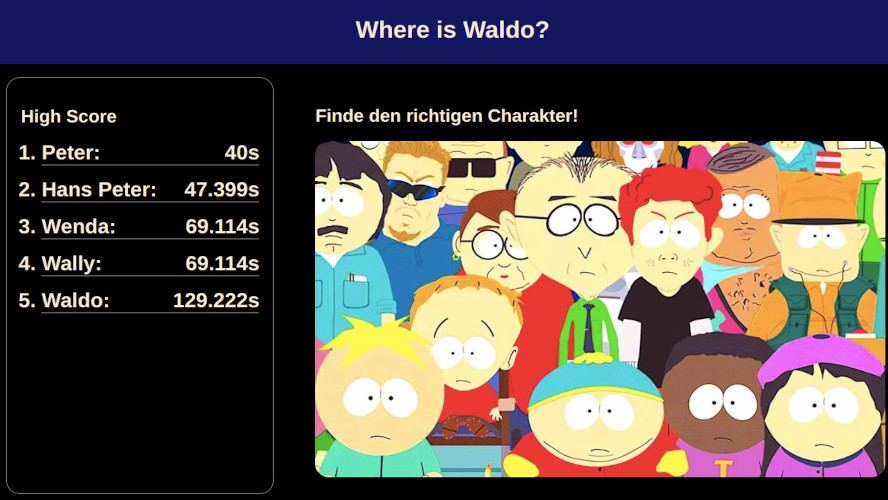 Where is Waldo?
High Score
1. Peter: 40s
2. Hans Peter: 47.399s
3. Wenda: 69.114s
4. Wally: 69.114s
5. Waldo: 129.222s
Finde den richtigen Charakter!
T